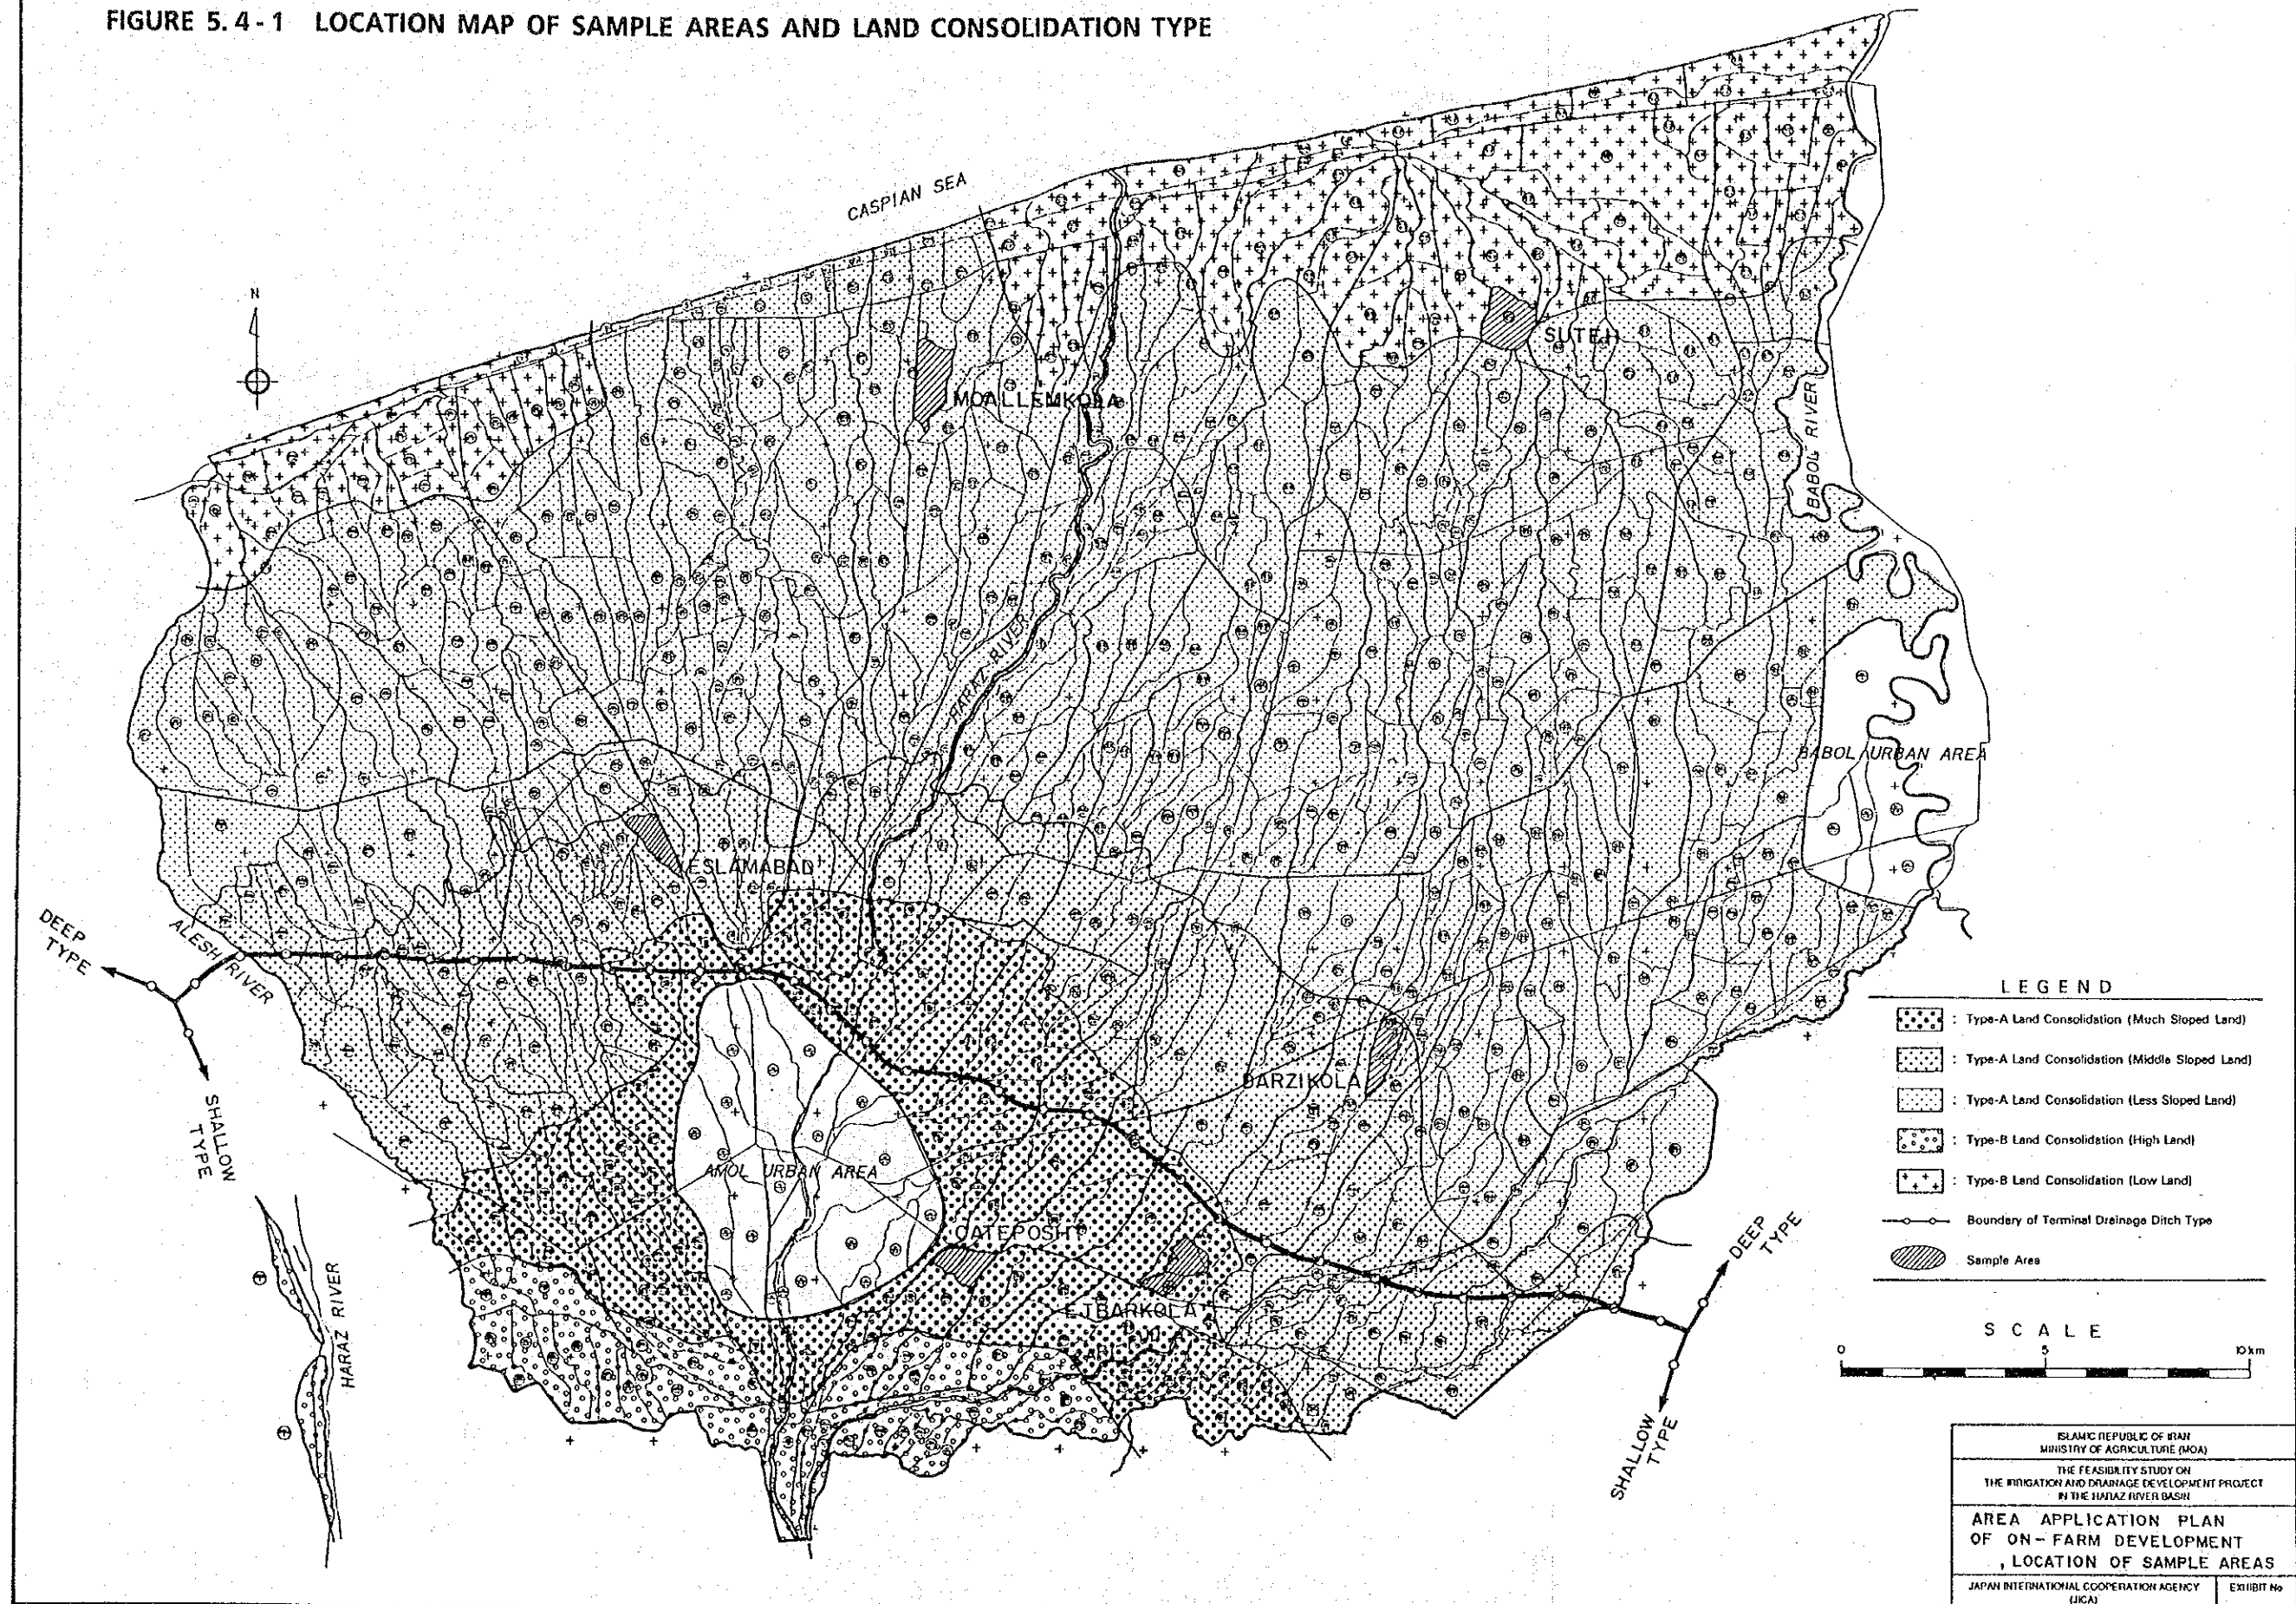 FIGURE 5.4-1 LOCATION MAP OF SAMPLE AREAS AND LAND CONSOLIDATION TYPE
CASPIAN SEA
N
SUTEH
MOALLEMKOLA
BABOL RIVER
HARAZ RIVER
BABOL URBAN AREA
ESLAMABAD
DEEP
TYPE
ALESH RIVER
SHALLOW
TYPE
DARZIKOLA
AMOL URBAN AREA
OATEPOSHT
EJBARKOLA
HARAZ RIVER
DEEP
TYPE
SHALLOW
TYPE
LEGEND
: Type-A Land Consolidation (Much Sloped Land)
: Type-A Land Consolidation (Middle Sloped Land)
: Type-A Land Consolidation (Less Sloped Land)
: Type-B Land Consolidation (High Land)
: Type-B Land Consolidation (Low Land)
Boundary of Terminal Drainage Ditch Type
Sample Area
SCALE
0 5 10km
ISLAMIC REPUBLIC OF IRAN
MINISTRY OF AGRICULTURE (MOA)
THE FEASIBILITY STUDY ON
THE IRRIGATION AND DRAINAGE DEVELOPMENT PROJECT
IN THE HARAZ RIVER BASIN
AREA APPLICATION PLAN
OF ON-FARM DEVELOPMENT
, LOCATION OF SAMPLE AREAS
JAPAN INTERNATIONAL COOPERATION AGENCY
(JICA)
EXHIBIT No